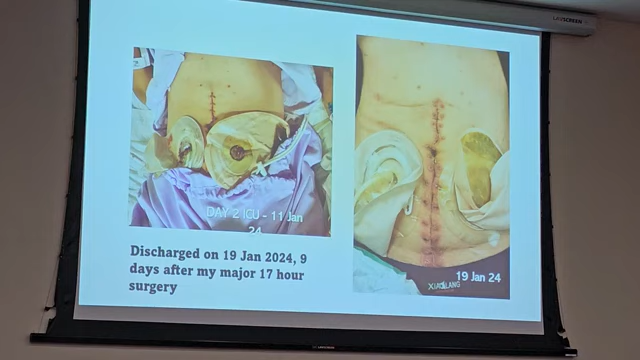 DAY 2 ICU - 11 Jan
24
Discharged on 19 Jan 2024, 9
days after my major 17 hour
surgery
19 Jan 24